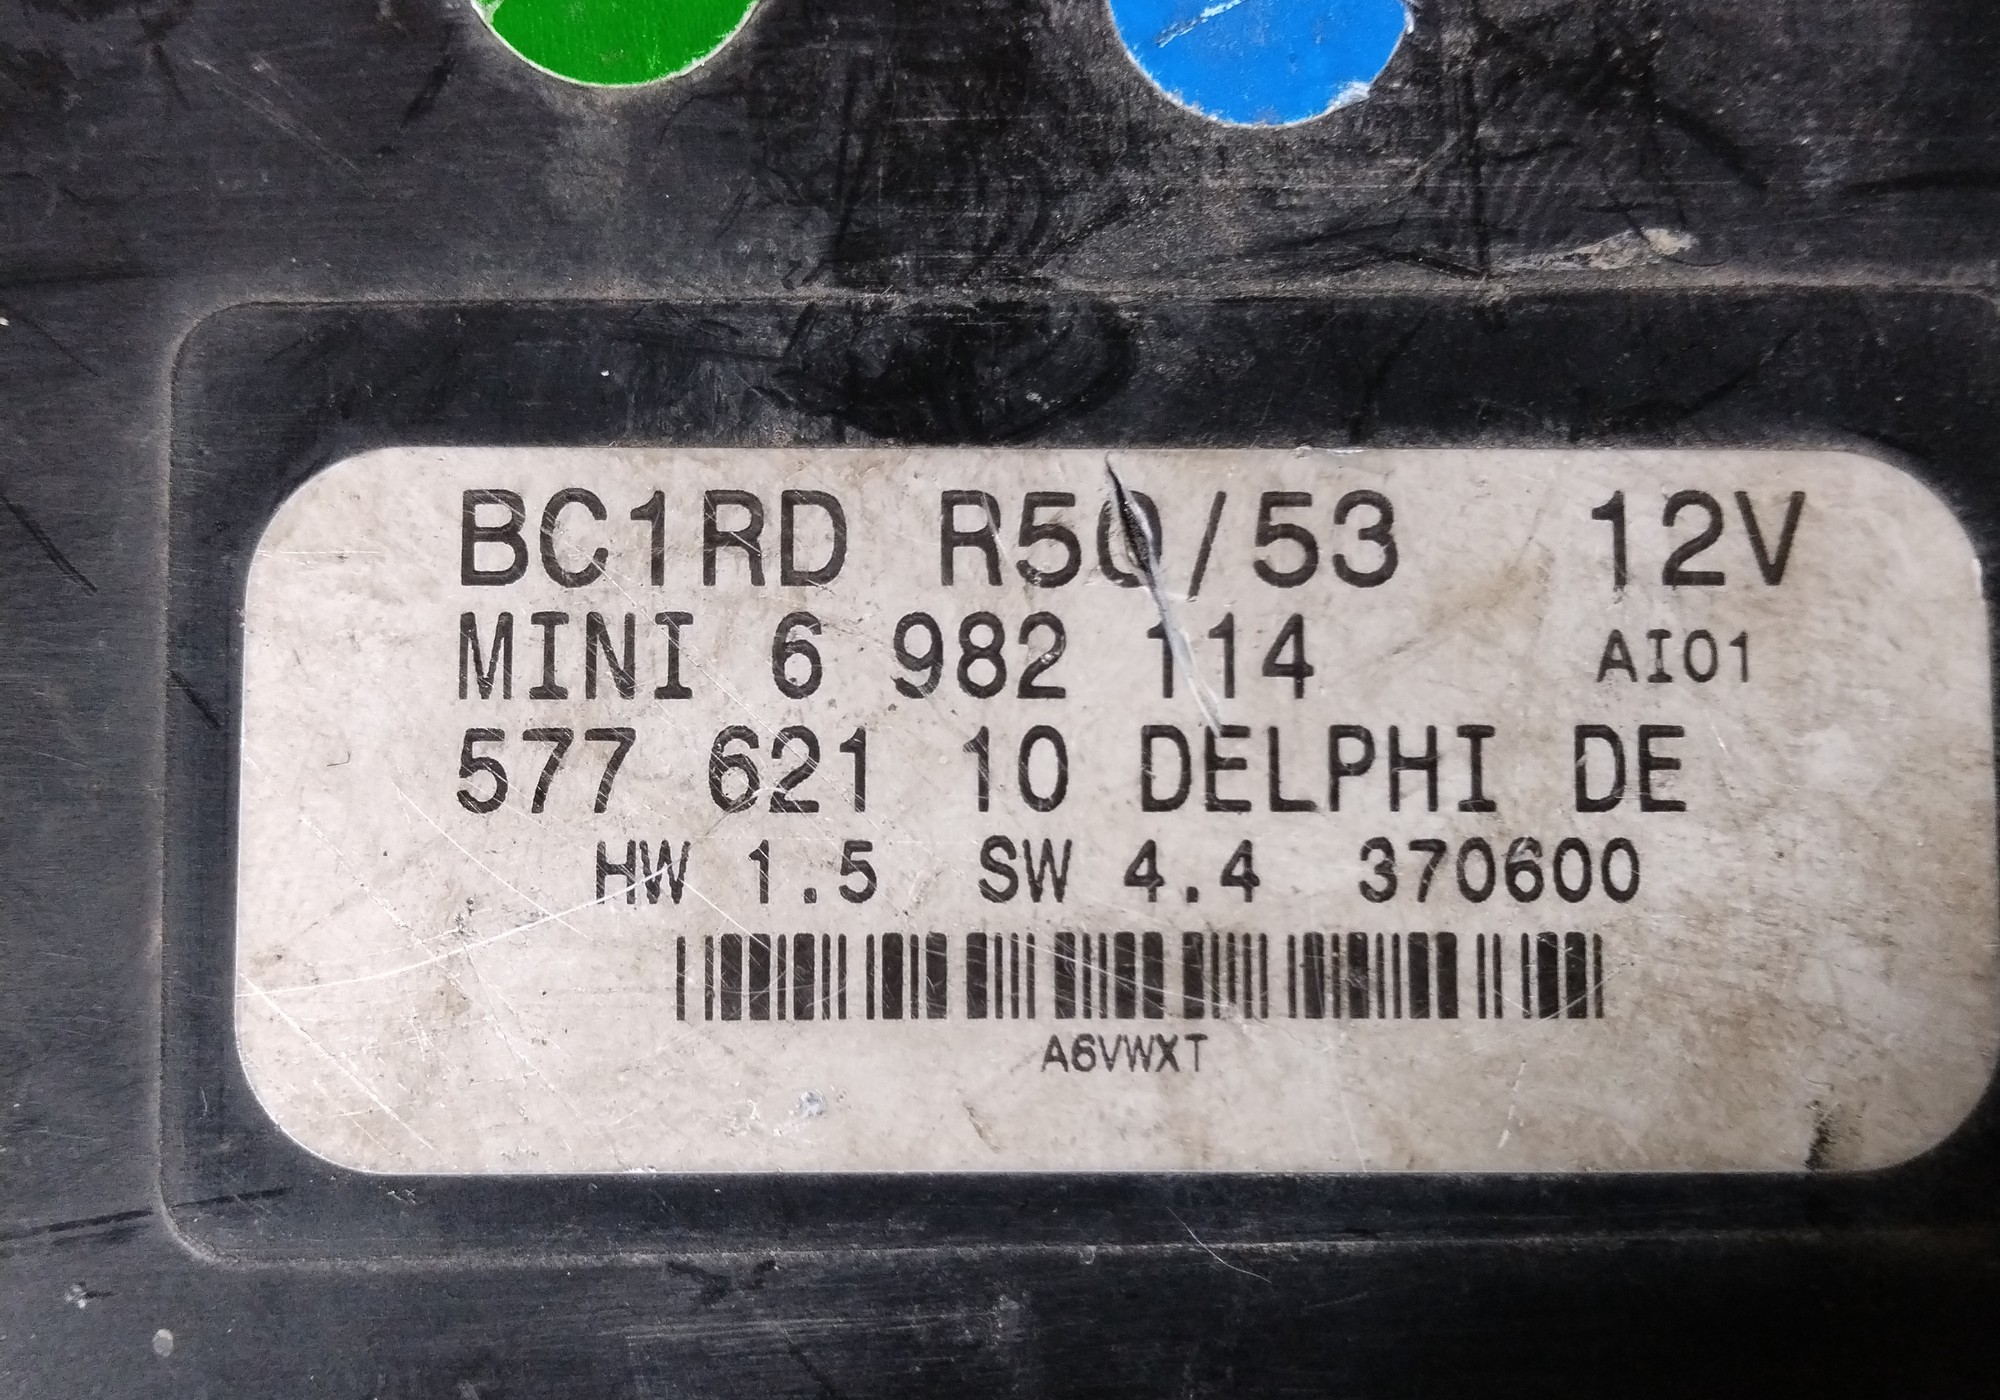 BC1RD R50/53 12V
MINI 6 982 114 AI01
577 621 10 DELPHI DE
HW 1.5 SW 4.4 370600
A6VWXT